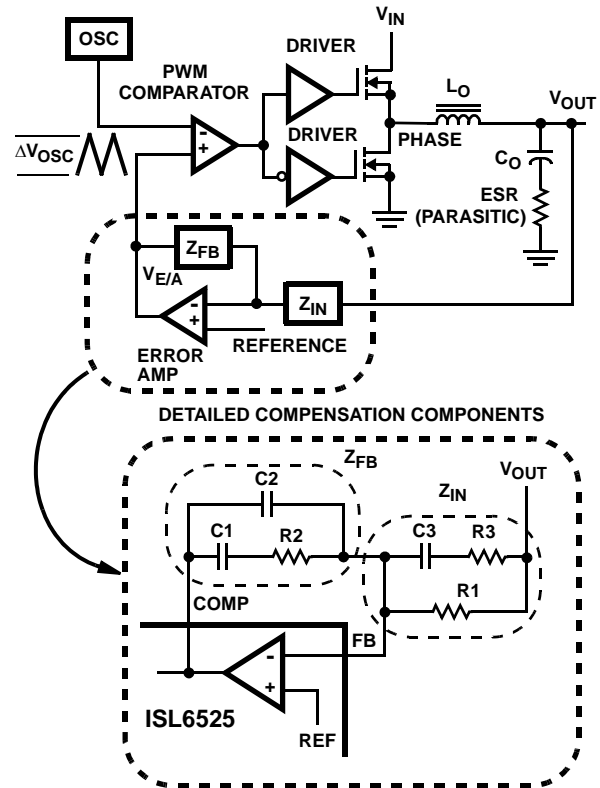 OSC
V_IN
DRIVER
PWM
COMPARATOR
L_O
V_OUT
DRIVER
PHASE
ΔV_OSC
C_O
ESR
(PARASITIC)
Z_FB
V_E/A
Z_IN
REFERENCE
ERROR
AMP
DETAILED COMPENSATION COMPONENTS
Z_FB
V_OUT
C2
Z_IN
C1
R2
C3
R3
R1
COMP
FB
ISL6525
REF